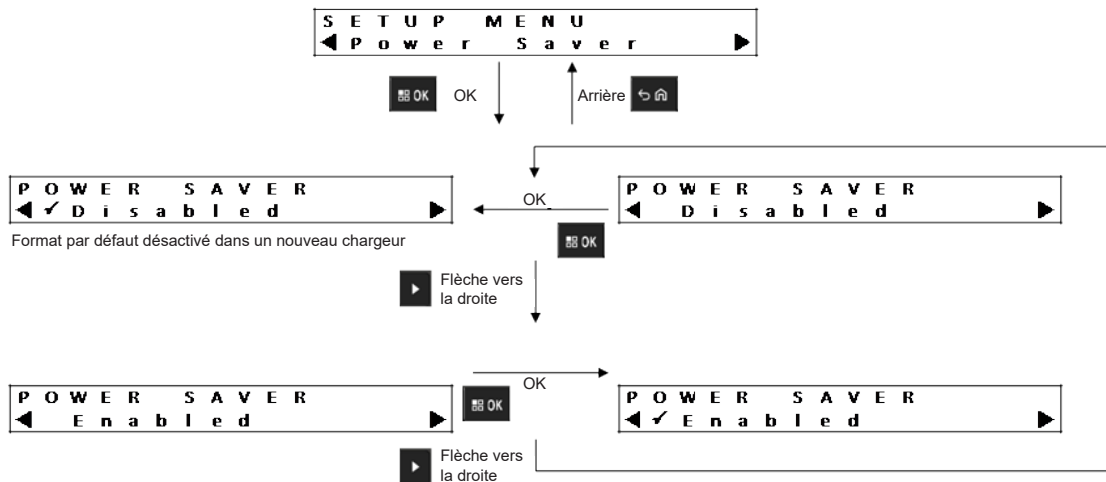 SETUP MENU
◀ Power Saver ▶
OK
OK
Arrière
POWER SAVER
◀ ✓ Disabled ▶
OK
POWER SAVER
◀ Disabled ▶
Format par défaut désactivé dans un nouveau chargeur
OK
Flèche vers
la droite
POWER SAVER
◀ Enabled ▶
OK
OK
POWER SAVER
◀ ✓ Enabled ▶
Flèche vers
la droite